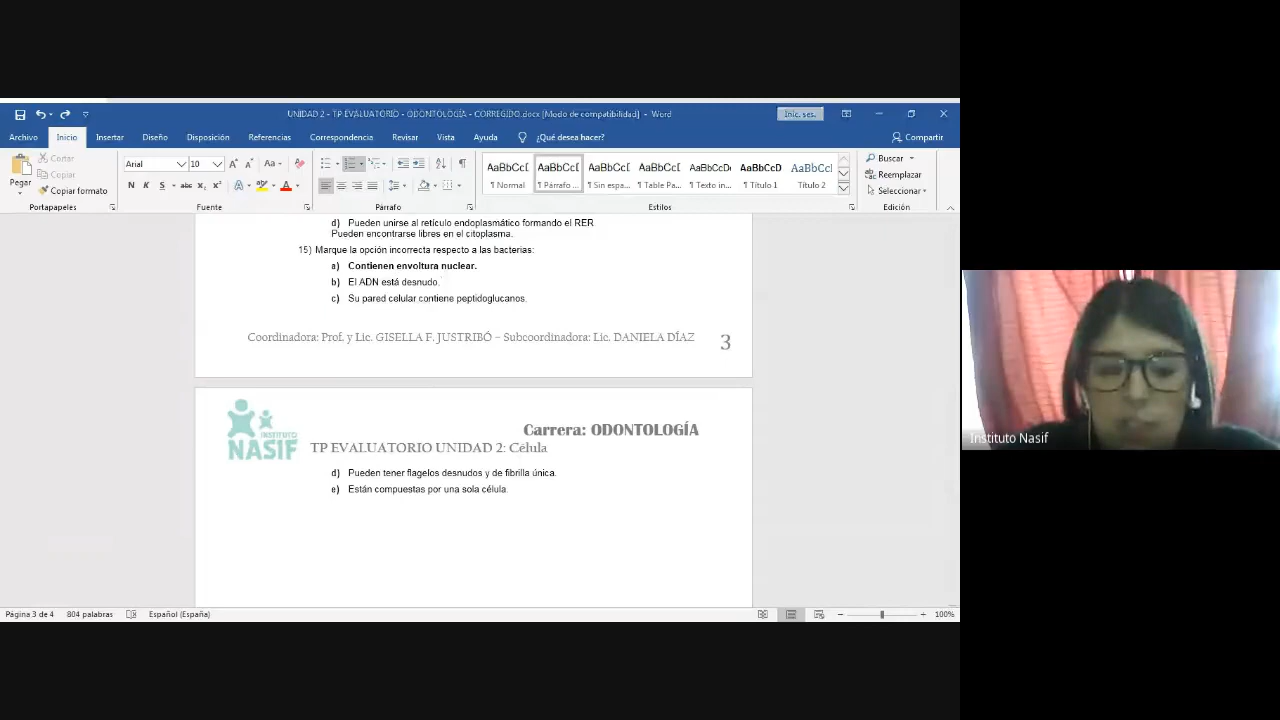 UNIDAD 2 - TP EVALUATORIO - ODONTOLOGÍA - CORREGIDO.docx [Modo de compatibilidad] - Word
Inic. ses.
Archivo Inicio Insertar Diseño Disposición Referencias Correspondencia Revisar Vista Ayuda ¿Qué desea hacer? Compartir
Pegar
Cortar
Copiar
Copiar formato
Portapapeles
Arial 10
N K S abc x₂ x²
Fuente
Párrafo
AaBbCcI AaBbCcI AaBbCcI AaBbCcI AaBbCcD AaBbCcD AaBbCcI
¶ Normal ¶ Párrafo ... ¶ Sin espa... ¶ Table Pa... ¶ Texto in... ¶ Título 1 Título 2
Estilos
Buscar
Reemplazar
Seleccionar
Edición
d) Pueden unirse al retículo endoplasmático formando el RER
Pueden encontrarse libres en el citoplasma.
15) Marque la opción incorrecta respecto a las bacterias:
a) Contienen envoltura nuclear.
b) El ADN está desnudo.
c) Su pared celular contiene peptidoglucanos.
Coordinadora: Prof. y Lic. GISELLA F. JUSTRIBÓ – Subcoordinadora: Lic. DANIELA DÍAZ 3
INSTITUTO
NASIF
Carrera: ODONTOLOGÍA
TP EVALUATORIO UNIDAD 2: Célula
d) Pueden tener flagelos desnudos y de fibrilla única.
e) Están compuestas por una sola célula.
Página 3 de 4 804 palabras Español (España) 100%
Instituto Nasif